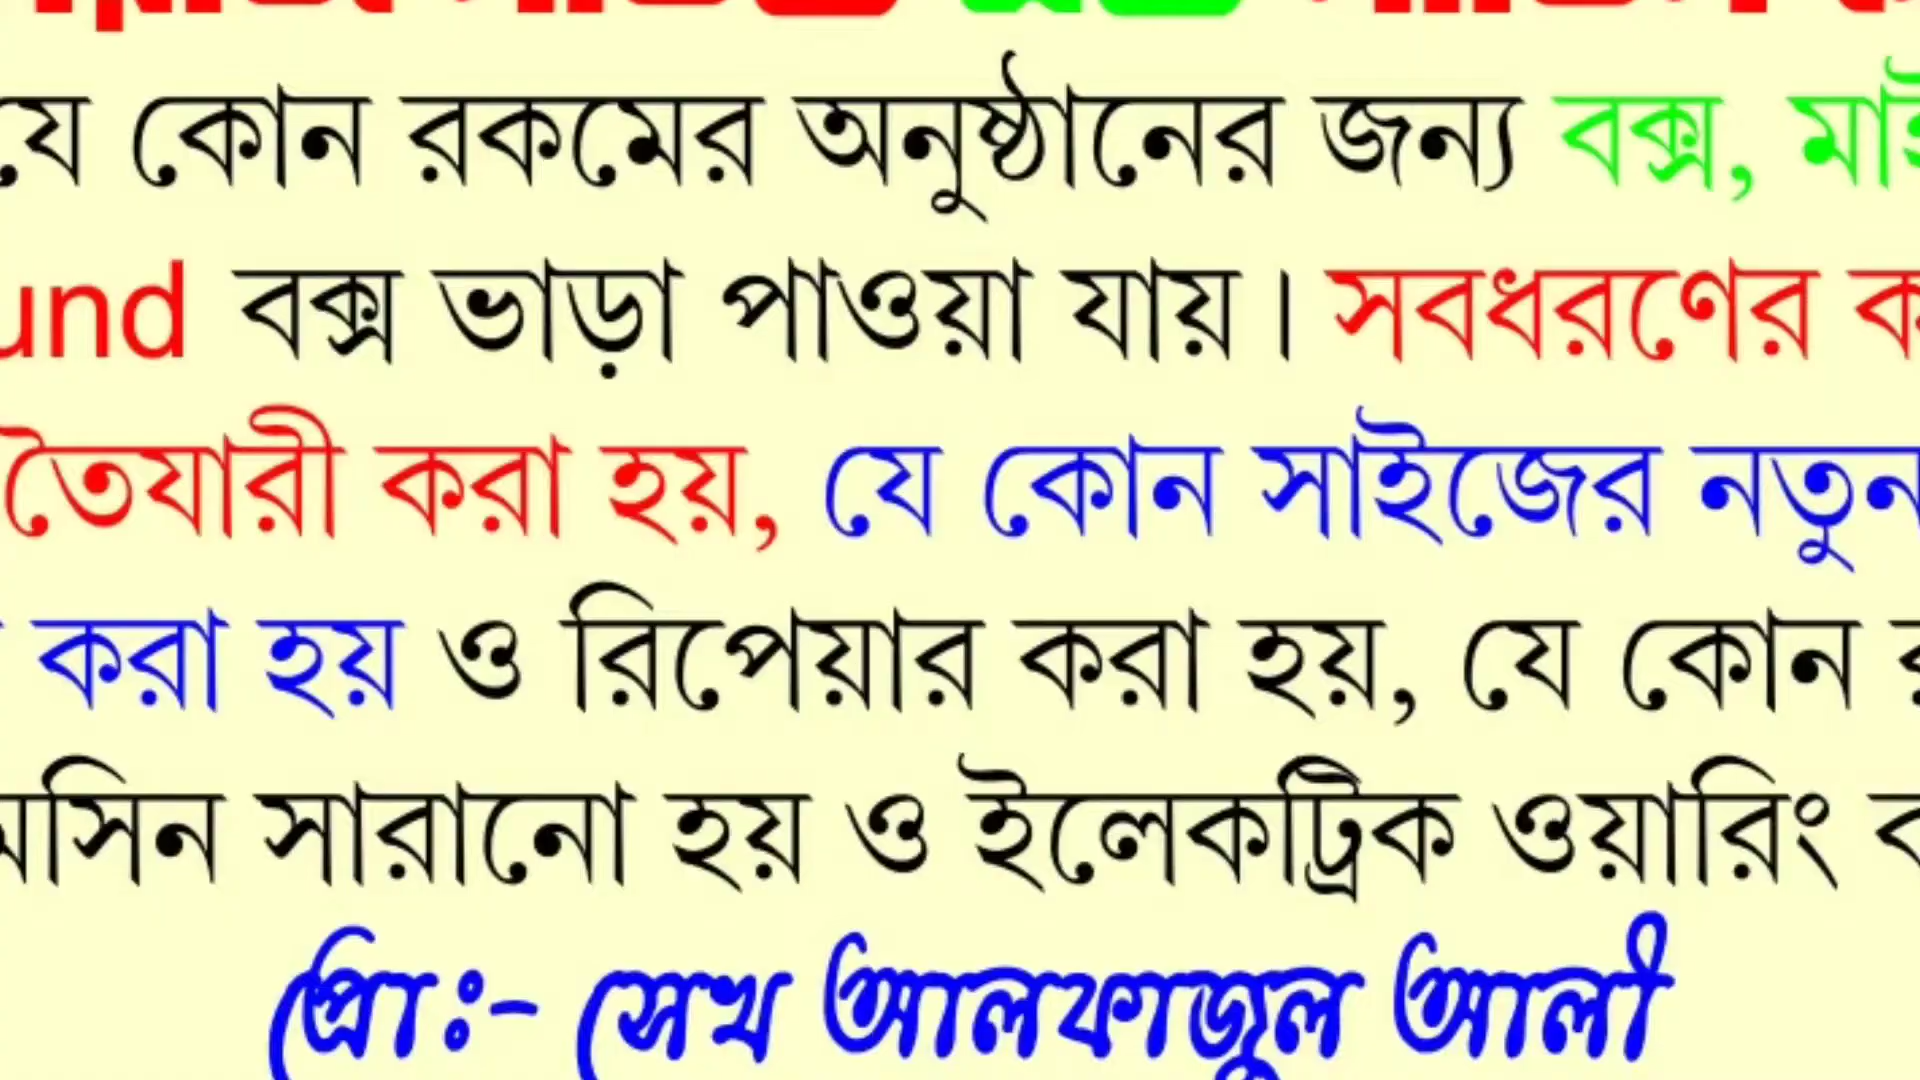 যে কোন রকমের অনুষ্ঠানের জন্য বক্স,
বক্স ভাড়া পাওয়া যায়। সবধরণের
তৈয়ারী করা হয়, যে কোন সাইজের নতুন
করা হয় ও রিপেয়ার করা হয়, যে কোন
সারানো হয় ও ইলেকট্রিক ওয়ারিং
প্রাঃ- সেখ আলফাজুল আলী